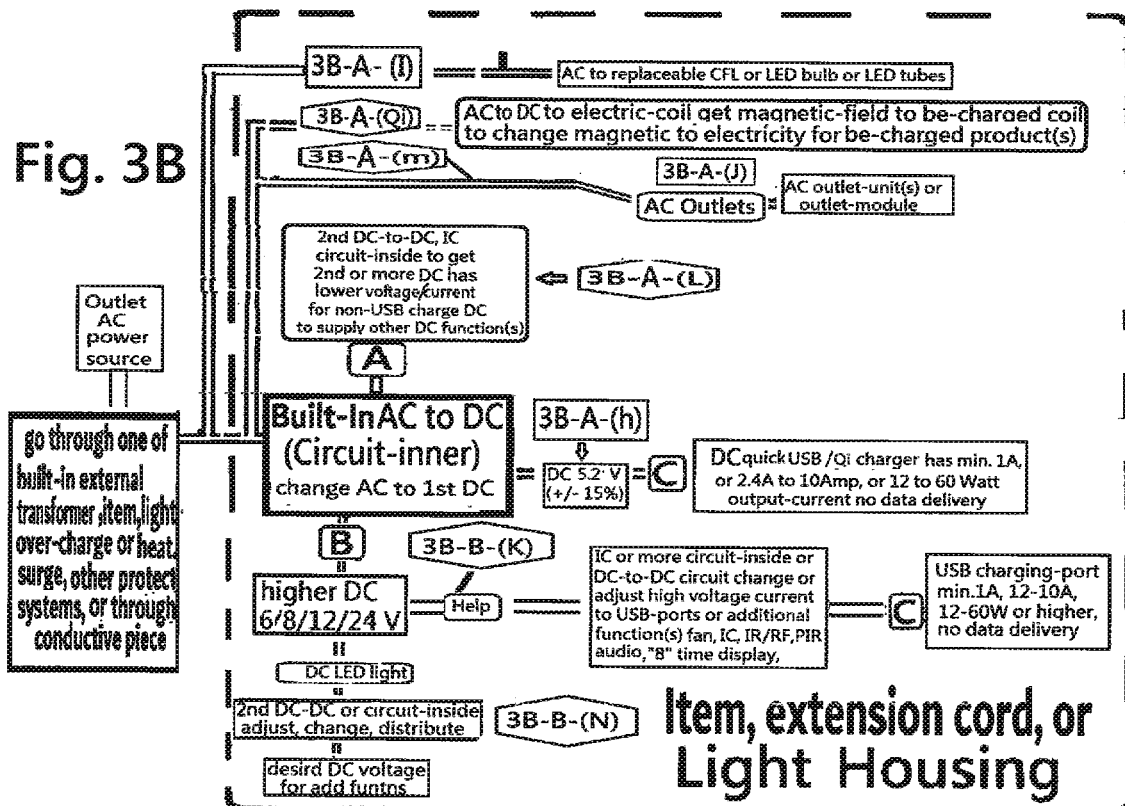 Fig. 3B
3B-A-(I)
AC to replaceable CFL or LED bulb or LED tubes
3B-A-(Qi)
AC to DC to electric-coil get magnetic-field to be-charged coil
to change magnetic to electricity for be-charged product(s)
3B-A-(m)
3B-A-(J)
AC Outlets
AC outlet-unit(s) or
outlet-module
2nd DC-to-DC, IC
circuit-inside to get
2nd or more DC has
lower voltage/current
for non-USB charge DC
to supply other DC function(s)
3B-A-(L)
A
Outlet
AC
power
source
go through one of
built-in external
transformer ,item,light
over-charge or heat,
surge, other protect
systems, or through
conductive piece
Built-In AC to DC
(Circuit-inner)
change AC to 1st DC
3B-A-(h)
DC 5.2 V
(+/- 15%)
C
DC quick USB /Qi charger has min. 1A,
or 2.4A to 10Amp, or 12 to 60 Watt
output-current no data delivery
B
3B-B-(K)
higher DC
6/8/12/24 V
Help
IC or more circuit-inside or
DC-to-DC circuit change or
adjust high voltage current
to USB-ports or additional
function(s) fan, IC, IR/RF,PIR
audio,"8" time display,
C
USB charging-port
min.1A, 12-10A,
12-60W or higher,
no data delivery
DC LED light
2nd DC-DC or circuit-inside
adjust, change, distribute
3B-B-(N)
desird DC voltage
for add funtns
Item, extension cord, or
Light Housing